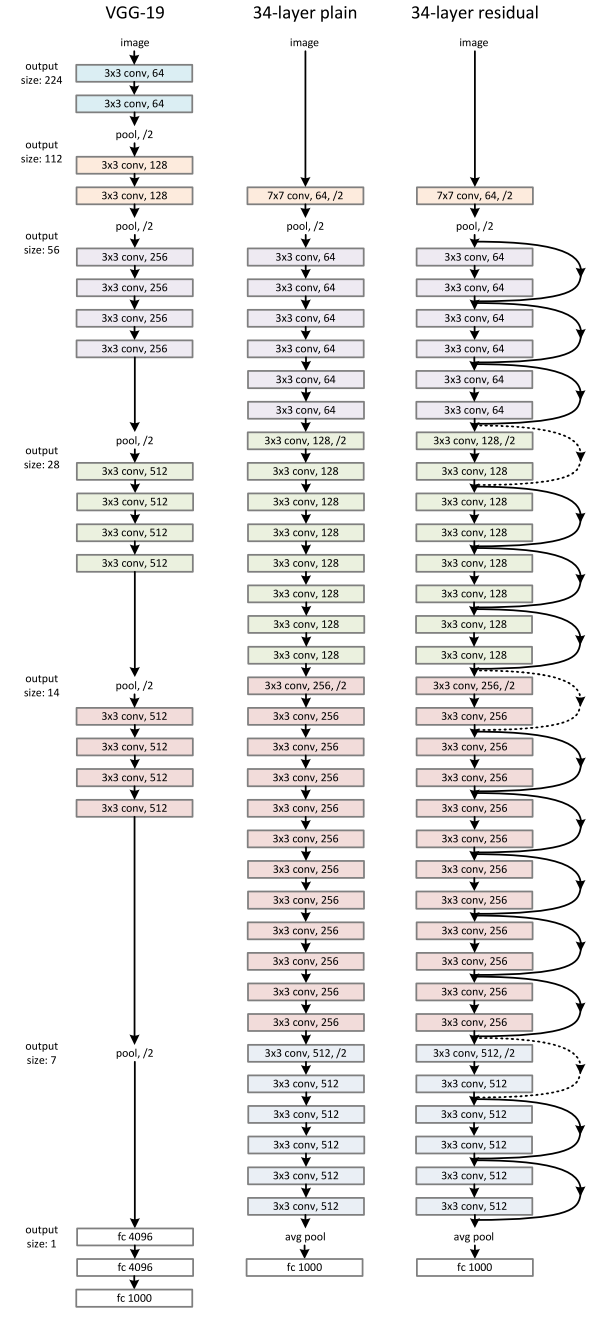 VGG-19
image
output
size: 224
3x3 conv, 64
3x3 conv, 64
pool, /2
output
size: 112
3x3 conv, 128
3x3 conv, 128
pool, /2
output
size: 56
3x3 conv, 256
3x3 conv, 256
3x3 conv, 256
3x3 conv, 256
pool, /2
output
size: 28
3x3 conv, 512
3x3 conv, 512
3x3 conv, 512
3x3 conv, 512
pool, /2
output
size: 14
3x3 conv, 512
3x3 conv, 512
3x3 conv, 512
3x3 conv, 512
output
size: 7
pool, /2
output
size: 1
fc 4096
fc 4096
fc 1000
34-layer plain
image
7x7 conv, 64, /2
pool, /2
3x3 conv, 64
3x3 conv, 64
3x3 conv, 64
3x3 conv, 64
3x3 conv, 64
3x3 conv, 64
3x3 conv, 128, /2
3x3 conv, 128
3x3 conv, 128
3x3 conv, 128
3x3 conv, 128
3x3 conv, 128
3x3 conv, 128
3x3 conv, 128
3x3 conv, 256, /2
3x3 conv, 256
3x3 conv, 256
3x3 conv, 256
3x3 conv, 256
3x3 conv, 256
3x3 conv, 256
3x3 conv, 256
3x3 conv, 256
3x3 conv, 256
3x3 conv, 256
3x3 conv, 256
3x3 conv, 512, /2
3x3 conv, 512
3x3 conv, 512
3x3 conv, 512
3x3 conv, 512
3x3 conv, 512
avg pool
fc 1000
34-layer residual
image
7x7 conv, 64, /2
pool, /2
3x3 conv, 64
3x3 conv, 64
3x3 conv, 64
3x3 conv, 64
3x3 conv, 64
3x3 conv, 64
3x3 conv, 128, /2
3x3 conv, 128
3x3 conv, 128
3x3 conv, 128
3x3 conv, 128
3x3 conv, 128
3x3 conv, 128
3x3 conv, 128
3x3 conv, 256, /2
3x3 conv, 256
3x3 conv, 256
3x3 conv, 256
3x3 conv, 256
3x3 conv, 256
3x3 conv, 256
3x3 conv, 256
3x3 conv, 256
3x3 conv, 256
3x3 conv, 256
3x3 conv, 256
3x3 conv, 512, /2
3x3 conv, 512
3x3 conv, 512
3x3 conv, 512
3x3 conv, 512
3x3 conv, 512
avg pool
fc 1000